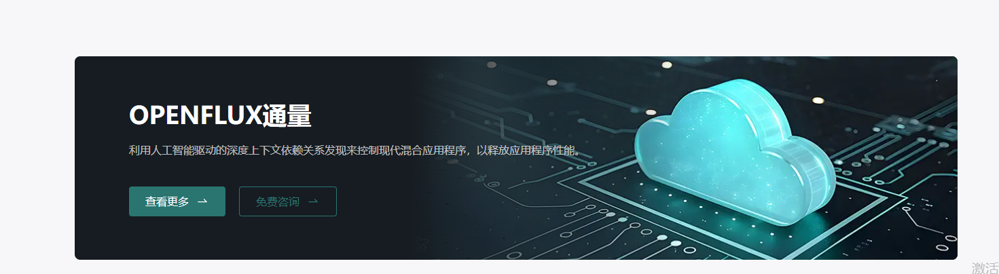 OPENFLUX通量
利用人工智能驱动的深度上下文依赖关系发现来控制现代混合应用程序，以释放应用程序性能。
查看更多 →
免费咨询 →
激活